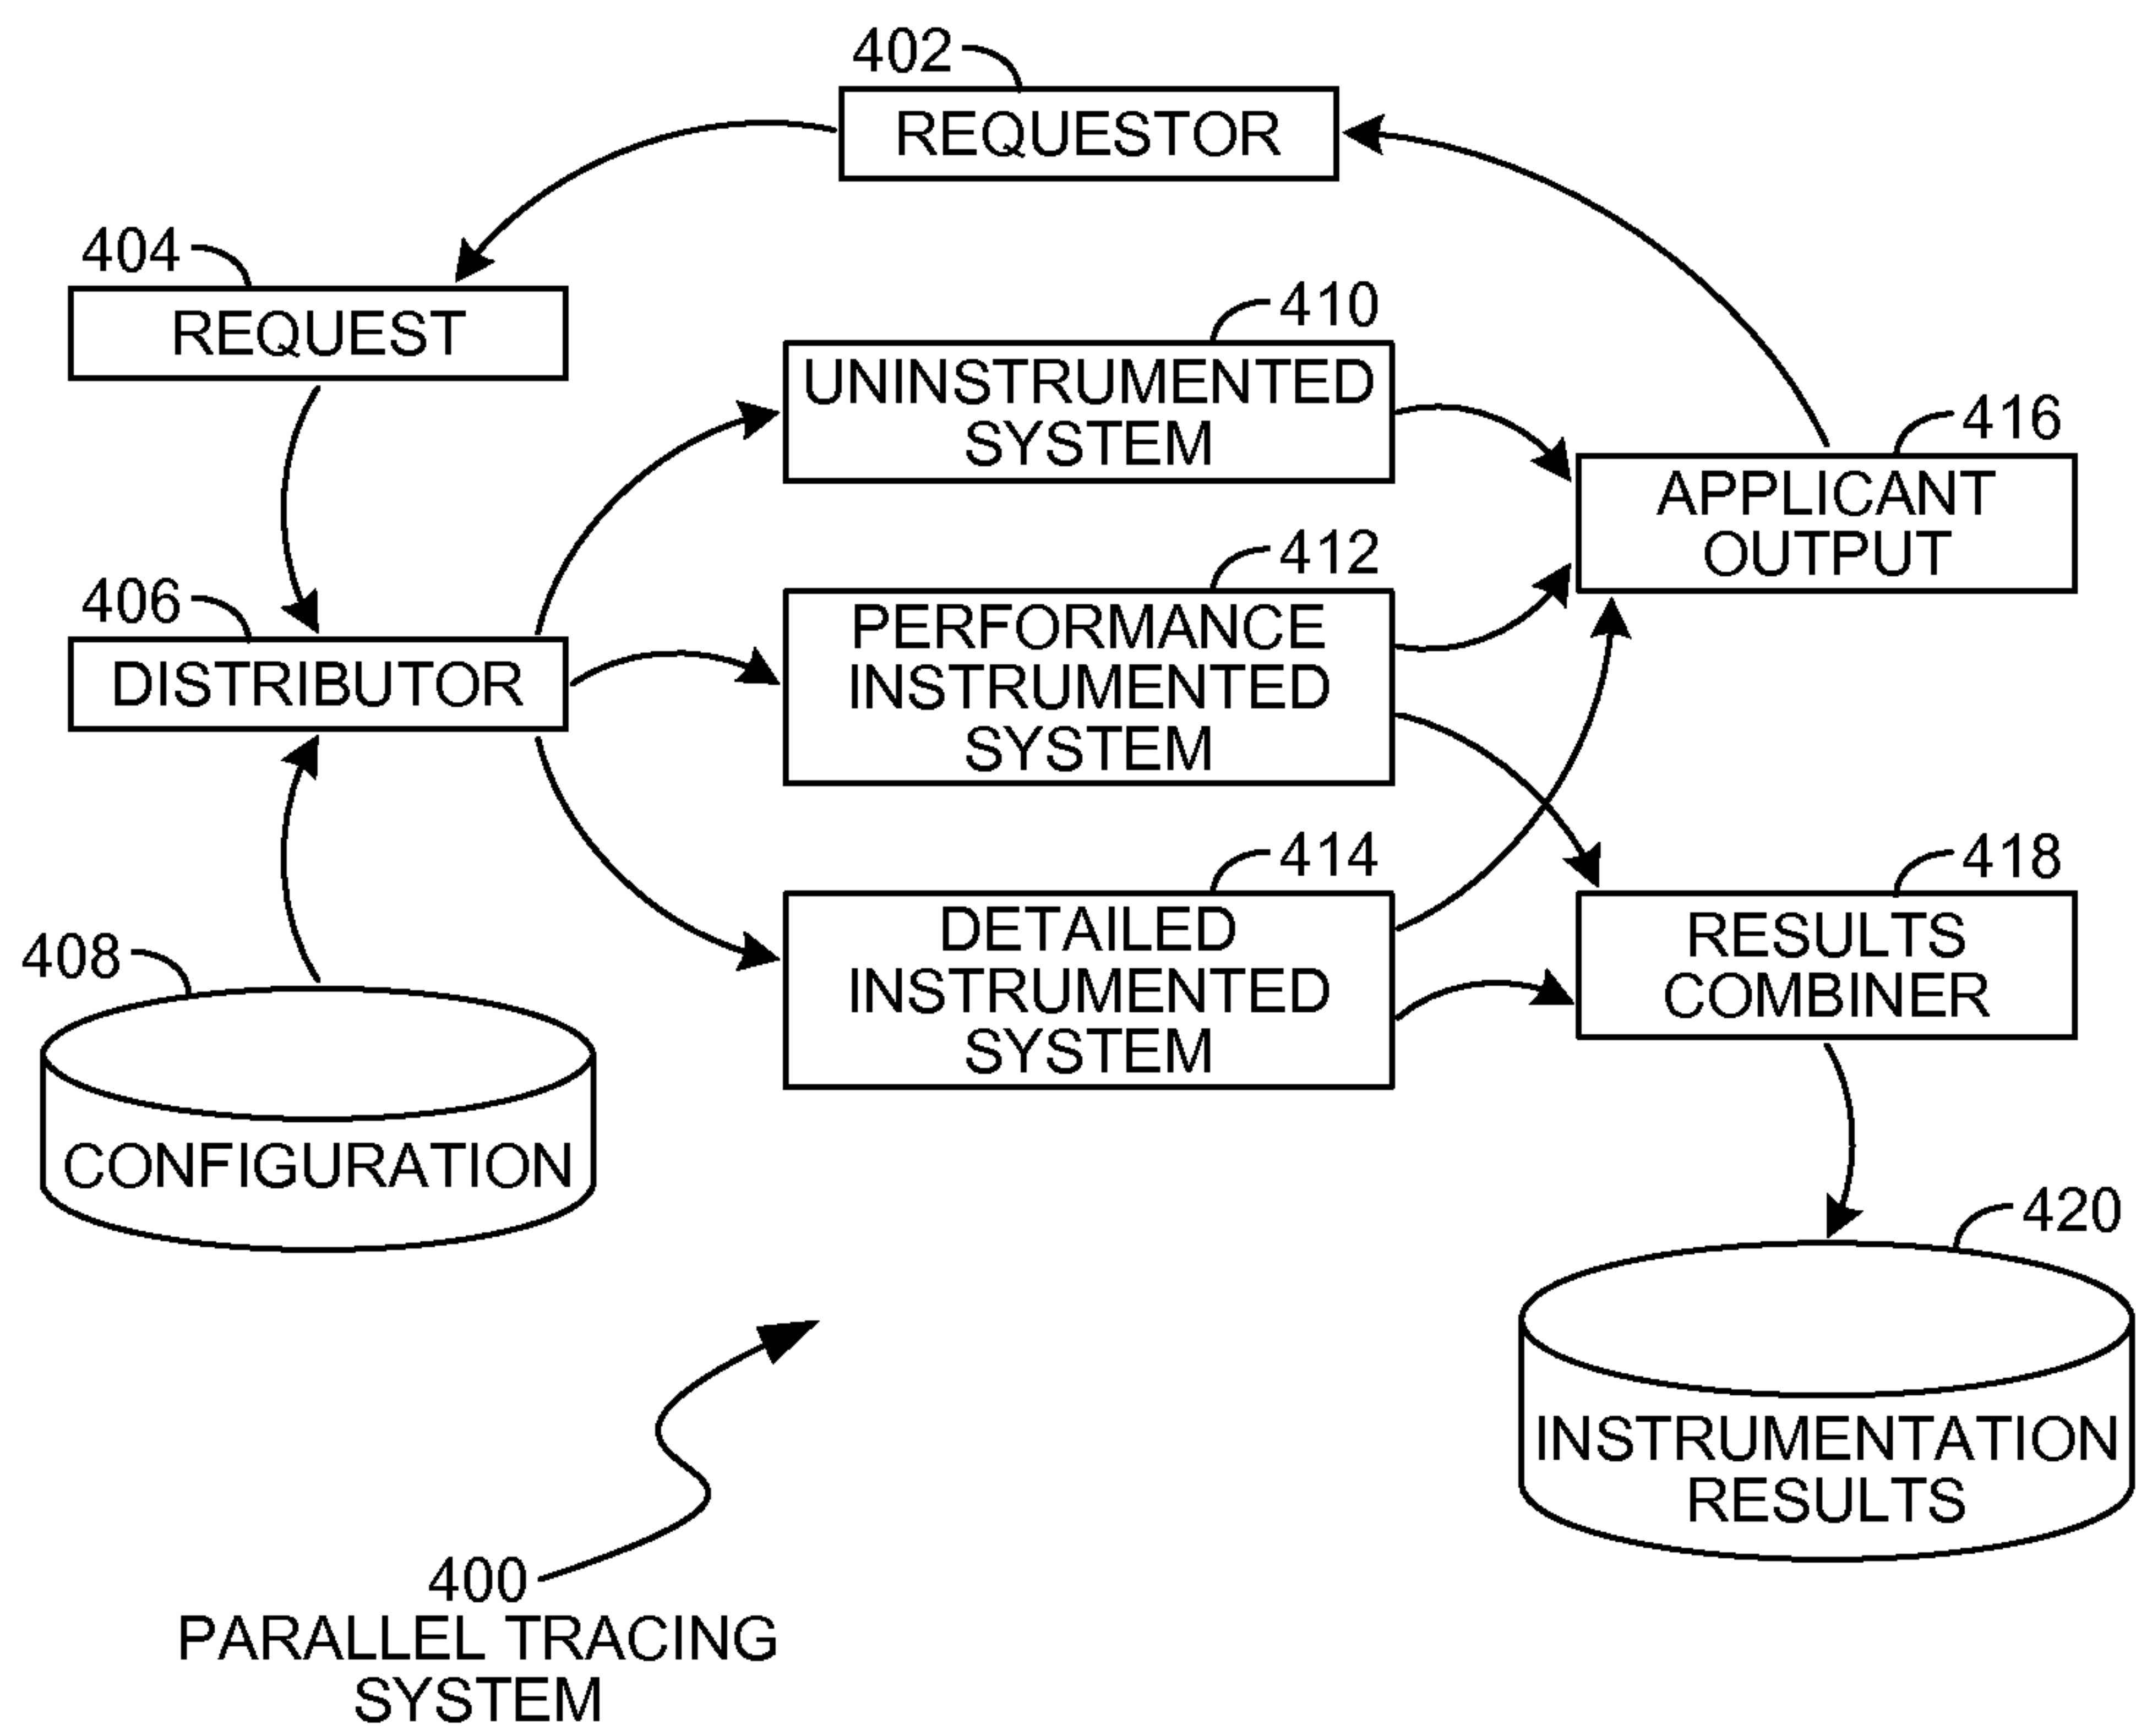 402
REQUESTOR
404
REQUEST
410
UNINSTRUMENTED
SYSTEM
416
APPLICANT
OUTPUT
406
DISTRIBUTOR
412
PERFORMANCE
INSTRUMENTED
SYSTEM
414
DETAILED
INSTRUMENTED
SYSTEM
418
RESULTS
COMBINER
408
CONFIGURATION
420
INSTRUMENTATION
RESULTS
400
PARALLEL TRACING
SYSTEM